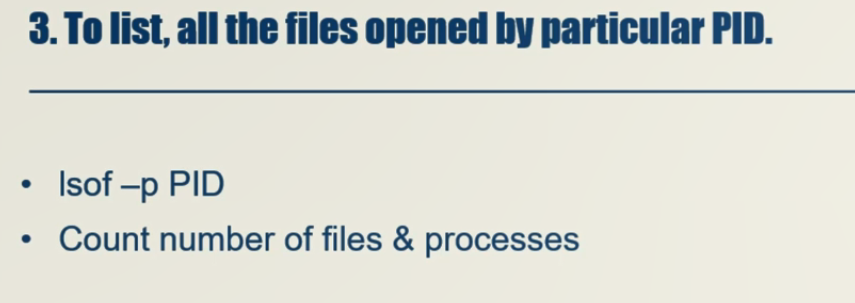 3. To list, all the files opened by particular PID.
• lsof –p PID
• Count number of files & processes